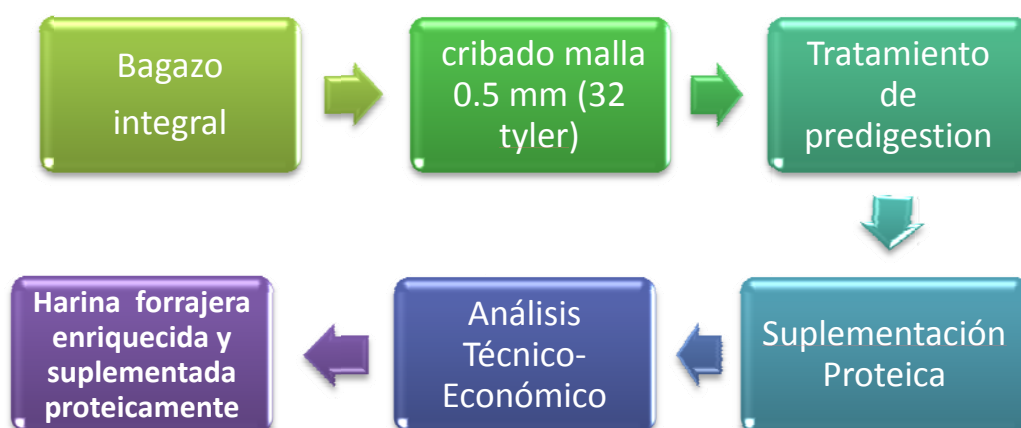 Bagazo
integral
cribado malla
0.5 mm (32
tyler)
Tratamiento
de
predigestion
Suplementación
Proteica
Análisis
Técnico-
Económico
Harina forrajera
enriquecida y
suplementada
proteicamente